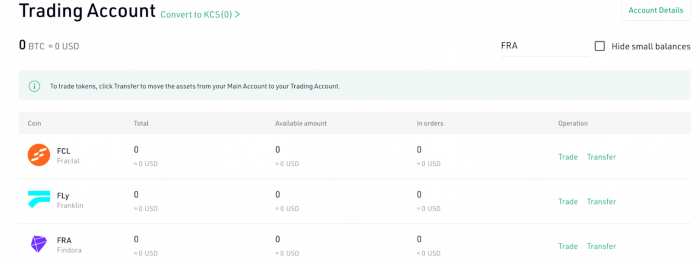 Trading Account Convert to KCS(0) >
Account Details
0 BTC ≈ 0 USD
FRA
Hide small balances
To trade tokens, click Transfer to move the assets from your Main Account to your Trading Account.
Coin Total Available amount In orders Operation
FCL 0 0 0
Fractal ≈ 0 USD ≈ 0 USD ≈ 0 USD Trade Transfer
FLy 0 0 0
Franklin ≈ 0 USD ≈ 0 USD ≈ 0 USD Trade Transfer
FRA 0 0 0
Findora ≈ 0 USD ≈ 0 USD ≈ 0 USD Trade Transfer